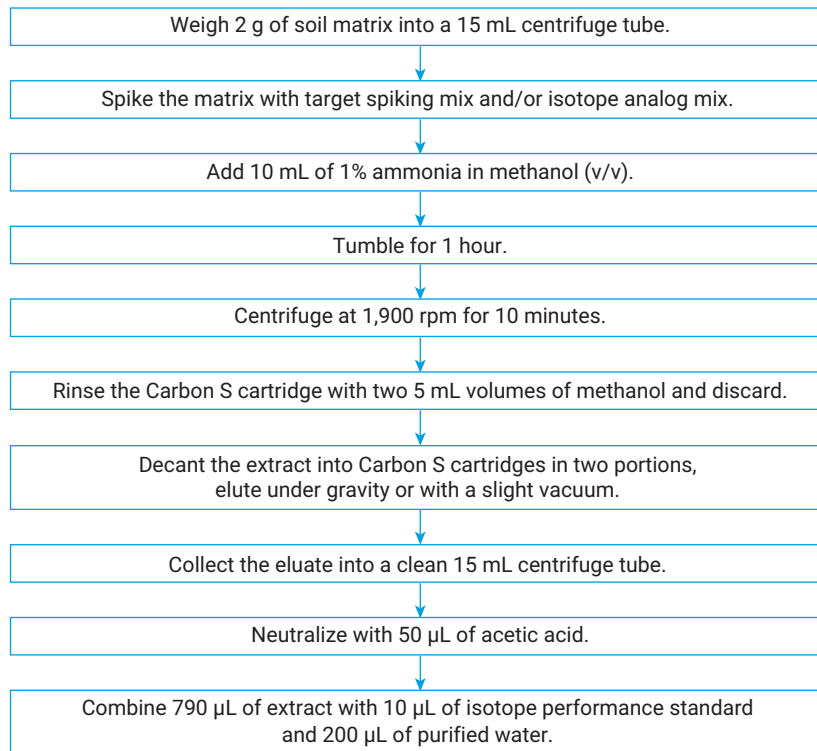 Weigh 2 g of soil matrix into a 15 mL centrifuge tube.
Spike the matrix with target spiking mix and/or isotope analog mix.
Add 10 mL of 1% ammonia in methanol (v/v).
Tumble for 1 hour.
Centrifuge at 1,900 rpm for 10 minutes.
Rinse the Carbon S cartridge with two 5 mL volumes of methanol and discard.
Decant the extract into Carbon S cartridges in two portions,
elute under gravity or with a slight vacuum.
Collect the eluate into a clean 15 mL centrifuge tube.
Neutralize with 50 µL of acetic acid.
Combine 790 µL of extract with 10 µL of isotope performance standard
and 200 µL of purified water.